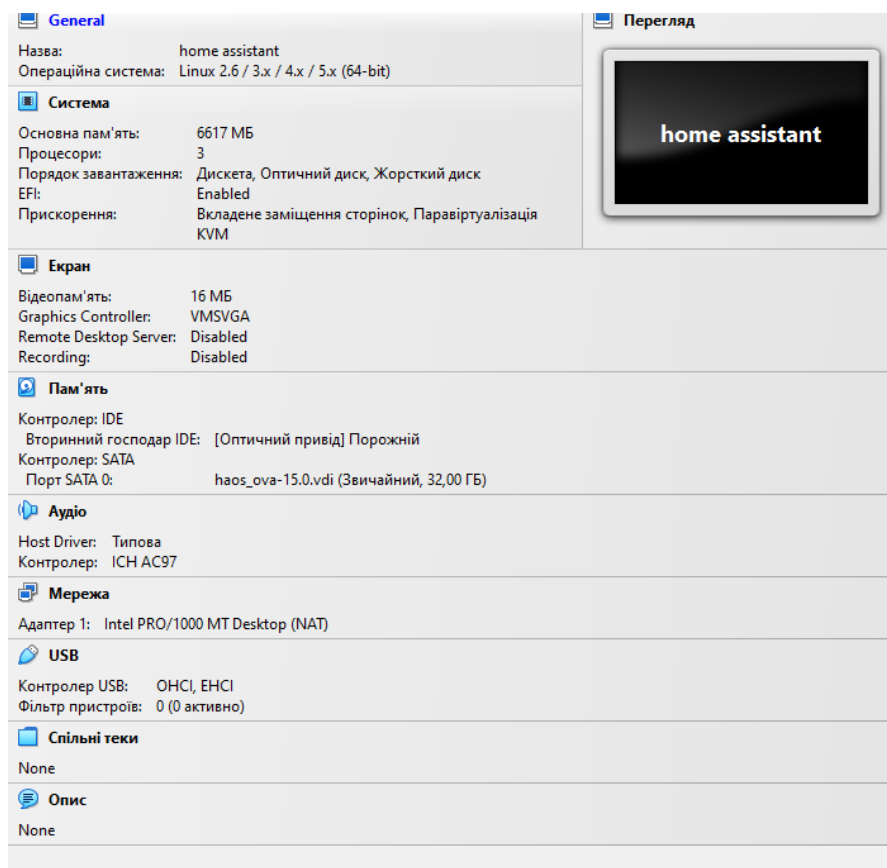 General
Назва: home assistant
Операційна система: Linux 2.6 / 3.x / 4.x / 5.x (64-bit)
Перегляд
home assistant
Система
Основна пам'ять: 6617 МБ
Процесори: 3
Порядок завантаження: Дискета, Оптичний диск, Жорсткий диск
EFI: Enabled
Прискорення: Вкладене заміщення сторінок, Паравіртуалізація
KVM
Екран
Відеопам'ять: 16 МБ
Graphics Controller: VMSVGA
Remote Desktop Server: Disabled
Recording: Disabled
Пам'ять
Контролер: IDE
Вторинний господар IDE: [Оптичний привід] Порожній
Контролер: SATA
Порт SATA 0: haos_ova-15.0.vdi (Звичайний, 32,00 ГБ)
Аудіо
Host Driver: Типова
Контролер: ICH AC97
Мережа
Адаптер 1: Intel PRO/1000 MT Desktop (NAT)
USB
Контролер USB: OHCI, EHCI
Фільтр пристроїв: 0 (0 активно)
Спільні теки
None
Опис
None